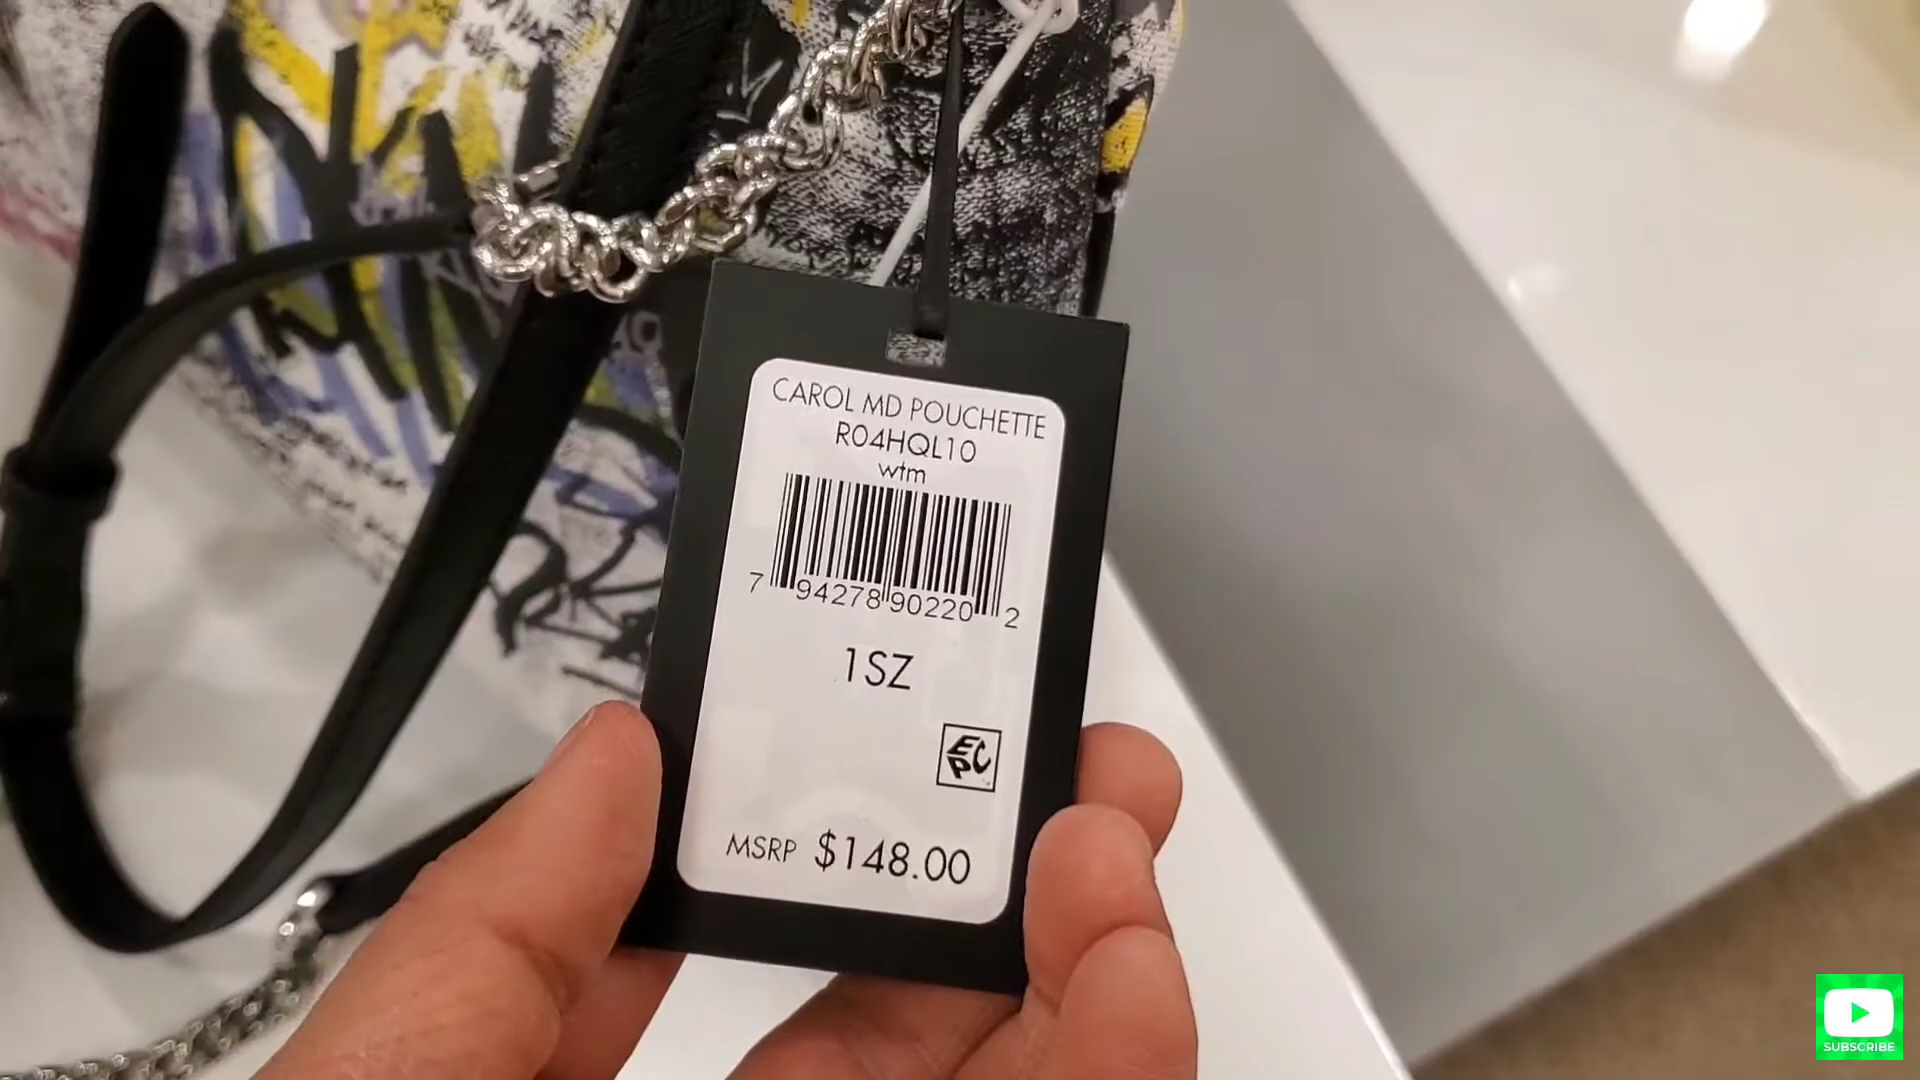 CAROL MD POUCHETTE
R04HQL10
wtm
7 94278 90220 2
1SZ
EPC
MSRP $148.00
SUBSCRIBE